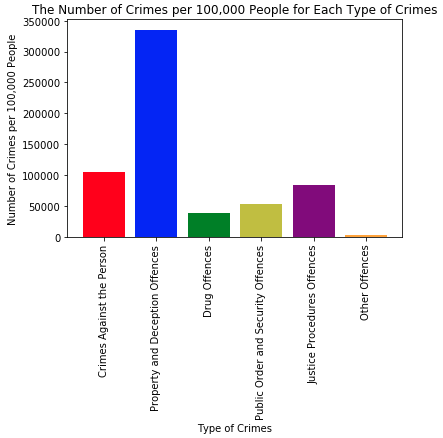 The Number of Crimes per 100,000 People for Each Type of Crimes
Number of Crimes per 100,000 People
350000
300000
250000
200000
150000
100000
50000
0
Crimes Against the Person
Property and Deception Offences
Drug Offences
Public Order and Security Offences
Justice Procedures Offences
Other Offences
Type of Crimes